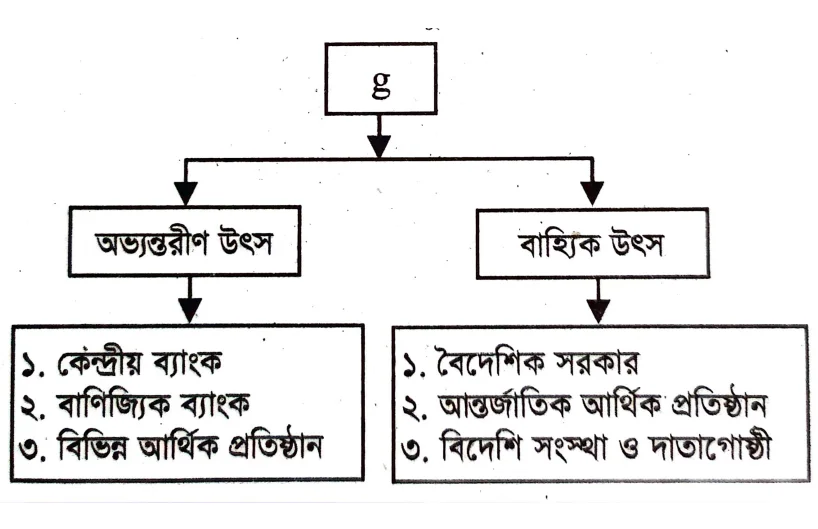 g
অভ্যন্তরীণ উৎস
বাহ্যিক উৎস
১. কেন্দ্রীয় ব্যাংক
২. বাণিজ্যিক ব্যাংক
৩. বিভিন্ন আর্থিক প্রতিষ্ঠান
১. বৈদেশিক সরকার
২. আন্তর্জাতিক আর্থিক প্রতিষ্ঠান
৩. বিদেশি সংস্থা ও দাতাগোষ্ঠী